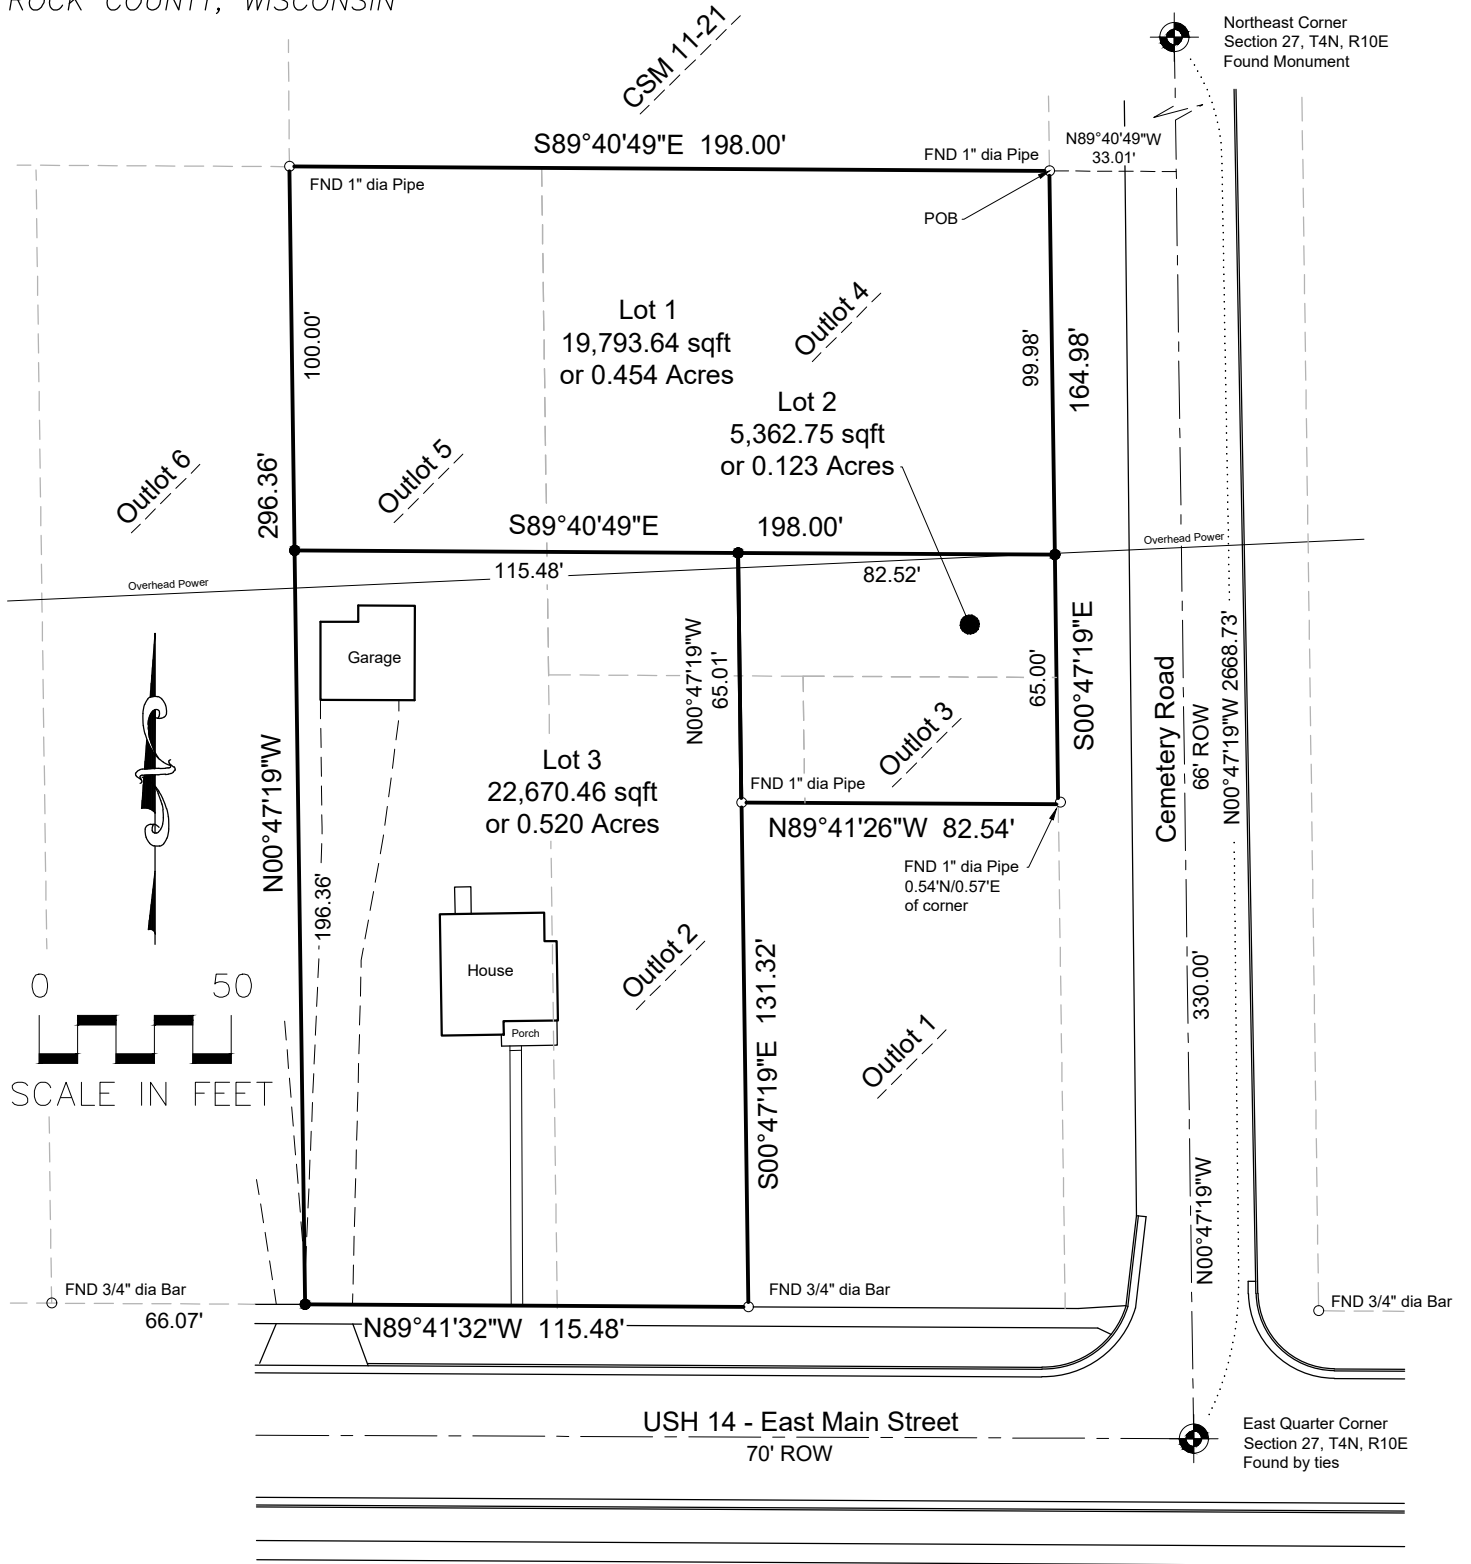 ROCK COUNTY, WISCONSIN
Northeast Corner
Section 27, T4N, R10E
Found Monument
CSM 11-21
S89°40'49"E 198.00'
FND 1" dia Pipe
N89°40'49"W
33.01'
FND 1" dia Pipe
POB
Lot 1
19,793.64 sqft
or 0.454 Acres
Outlot 4
100.00'
99.98'
164.98'
Lot 2
5,362.75 sqft
or 0.123 Acres
Outlot 6
296.36'
Outlot 5
S89°40'49"E 198.00'
Overhead Power
Overhead Power
115.48'
82.52'
Garage
N00°47'19"W
65.01'
65.00'
S00°47'19"E
Cemetery Road
66' ROW
N00°47'19"W 2668.73'
Outlot 3
N00°47'19"W
Lot 3
22,670.46 sqft
or 0.520 Acres
FND 1" dia Pipe
N89°41'26"W 82.54'
FND 1" dia Pipe
0.54'N/0.57'E
of corner
196.36'
House
Porch
Outlot 2
S00°47'19"E 131.32'
Outlot 1
330.00'
N00°47'19"W
0 50
SCALE IN FEET
FND 3/4" dia Bar
66.07'
FND 3/4" dia Bar
FND 3/4" dia Bar
N89°41'32"W 115.48'
USH 14 - East Main Street
70' ROW
East Quarter Corner
Section 27, T4N, R10E
Found by ties